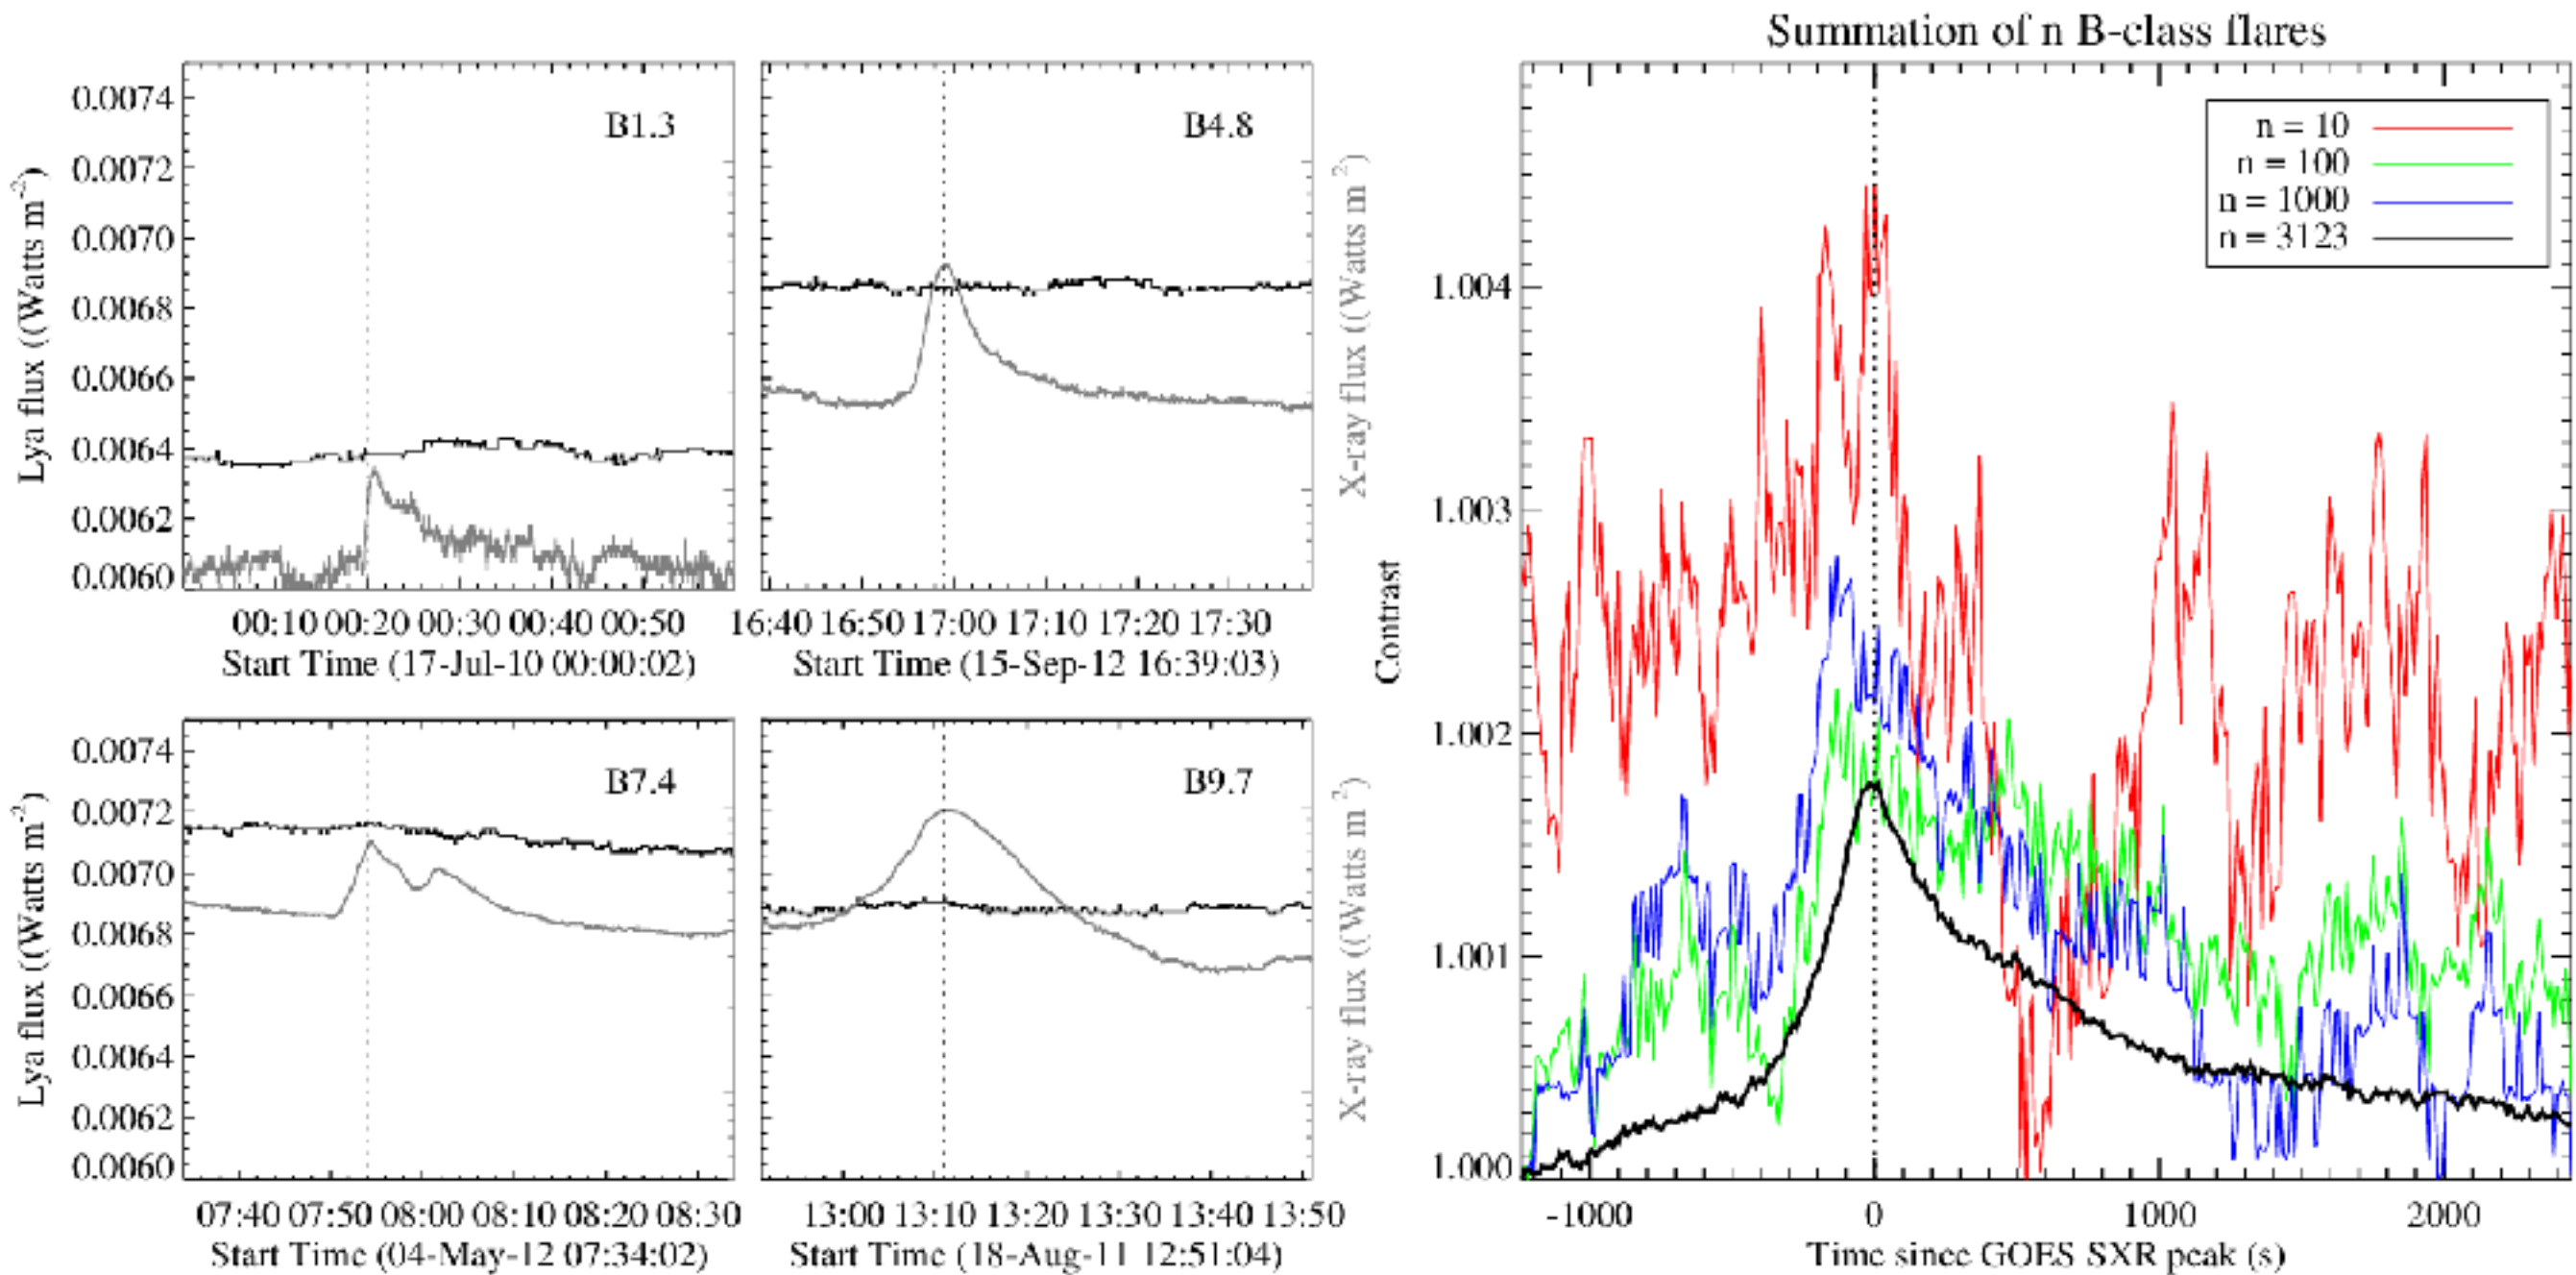 B1.3
0.0074
0.0072
0.0070
0.0068
0.0066
0.0064
0.0062
0.0060
Lya flux ((Watts m⁻²)
00:10 00:20 00:30 00:40 00:50
Start Time (17-Jul-10 00:00:02)
B4.8
X-ray flux ((Watts m⁻²)
16:40 16:50 17:00 17:10 17:20 17:30
Start Time (15-Sep-12 16:39:03)
B7.4
0.0074
0.0072
0.0070
0.0068
0.0066
0.0064
0.0062
0.0060
Lya flux ((Watts m⁻²)
07:40 07:50 08:00 08:10 08:20 08:30
Start Time (04-May-12 07:34:02)
B9.7
X-ray flux ((Watts m⁻²)
13:00 13:10 13:20 13:30 13:40 13:50
Start Time (18-Aug-11 12:51:04)
Summation of n B-class flares
n = 10
n = 100
n = 1000
n = 3123
1.004
1.003
1.002
1.001
1.000
Contrast
-1000 0 1000 2000
Time since GOES SXR peak (s)